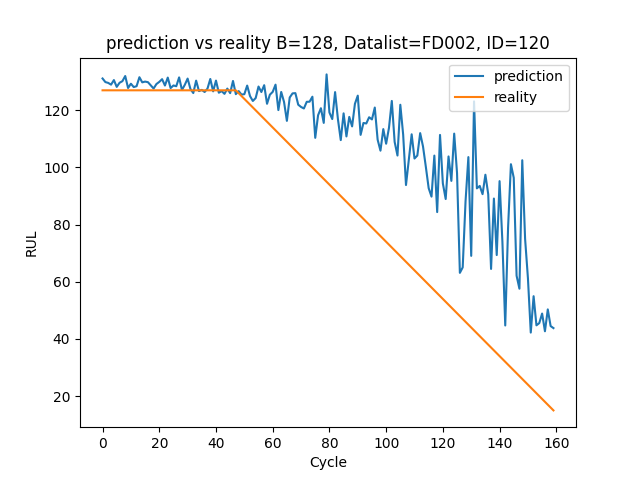 prediction vs reality B=128, Datalist=FD002, ID=120
prediction
reality
RUL
120
100
80
60
40
20
0 20 40 60 80 100 120 140 160
Cycle